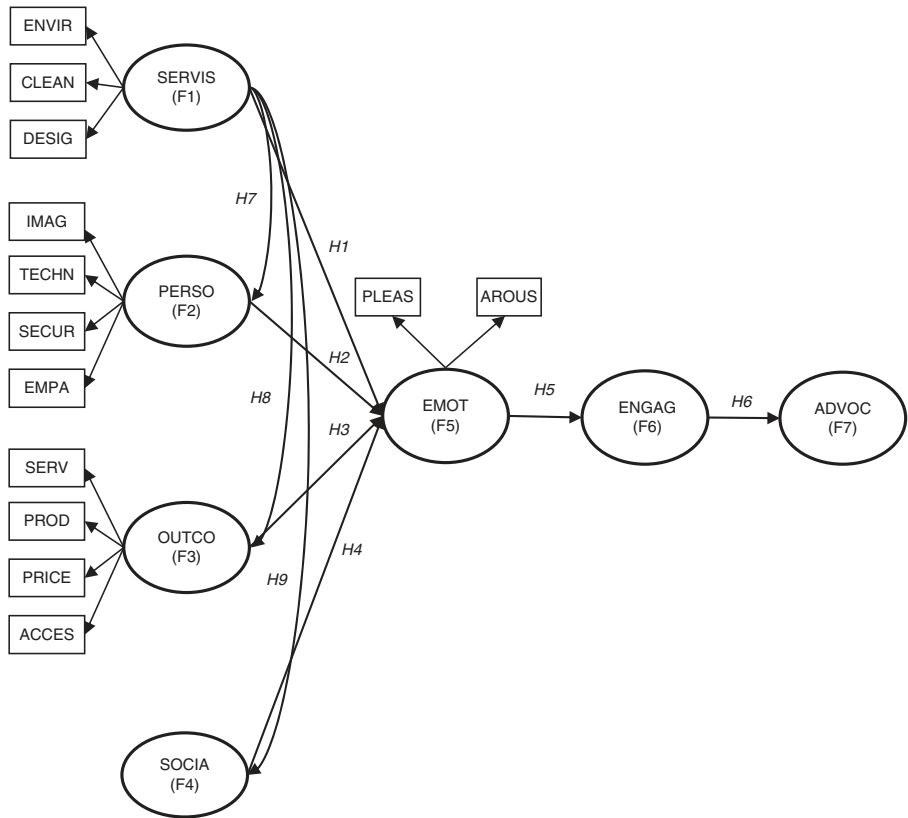 ENVIR
CLEAN
DESIG
SERVIS
(F1)
H7
H1
IMAG
TECHN
SECUR
EMPA
PERSO
(F2)
PLEAS
AROUS
H2
H8
H3
EMOT
(F5)
H5
ENGAG
(F6)
H6
ADVOC
(F7)
SERV
PROD
PRICE
ACCES
OUTCO
(F3)
H9
H4
SOCIA
(F4)